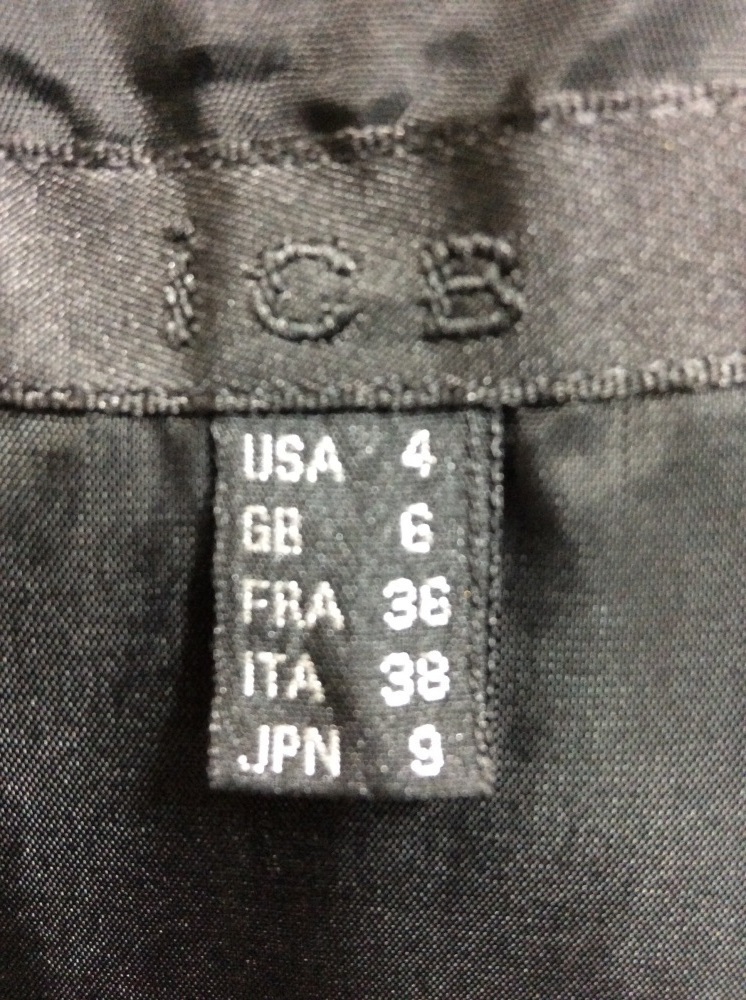 iCB
USA 4
GB 6
FRA 36
ITA 38
JPN 9